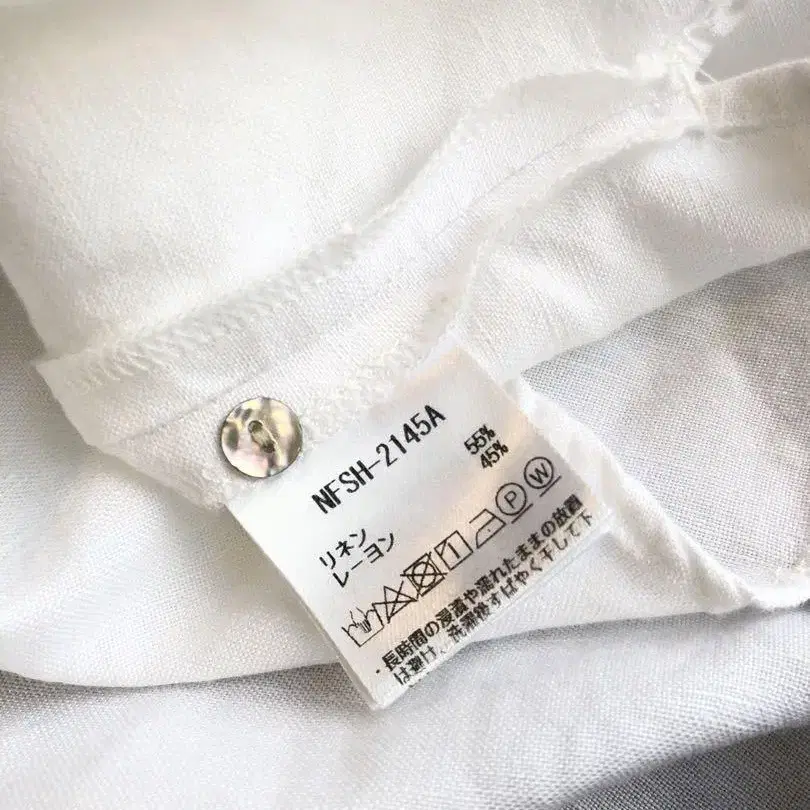 NFSH-2145A
リネン 55%
レーヨン 45%
P W
・長時間の浸漬や濡れたままの放置
は避け、洗濯後すばやく干して下